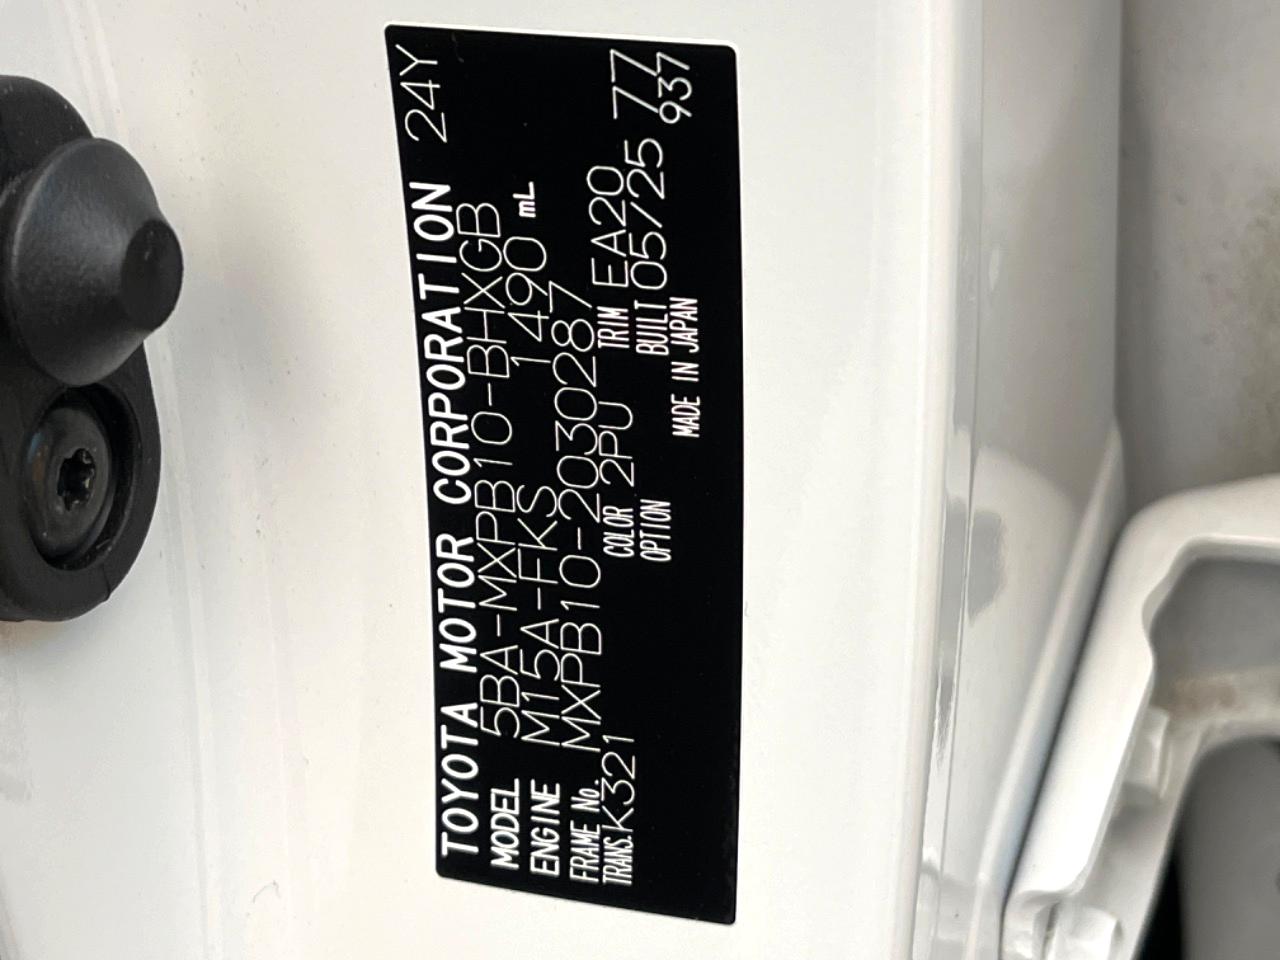 TOYOTA MOTOR CORPORATION 24Y
MODEL 5BA-MXPB10-BHXGB
ENGINE M15A-FKS 1490 mL
FRAME No. MXPB10-2030287
TRANS. K321 COLOR 2PU TRIM EA20 77
OPTION BUILT 05/25 937
MADE IN JAPAN